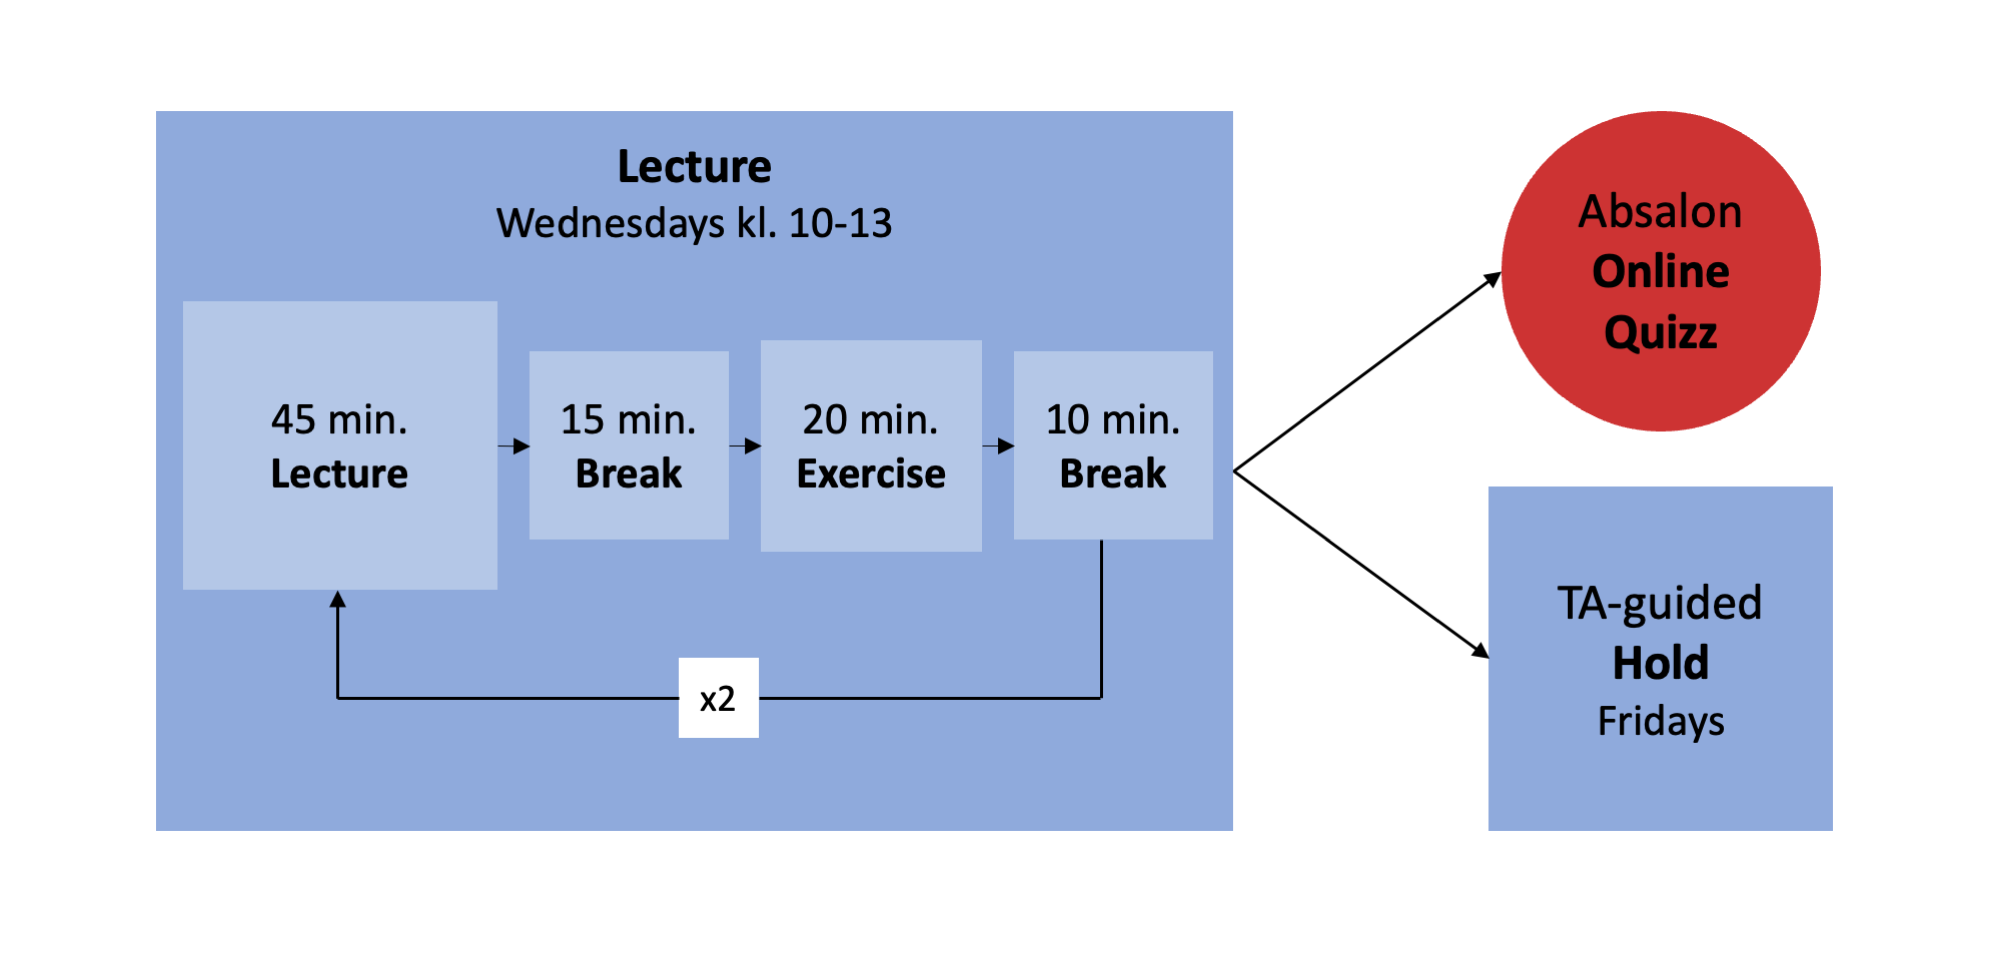 Lecture
Wednesdays kl. 10-13
45 min.
Lecture
15 min.
Break
20 min.
Exercise
10 min.
Break
x2
Absalon
Online
Quizz
TA-guided
Hold
Fridays